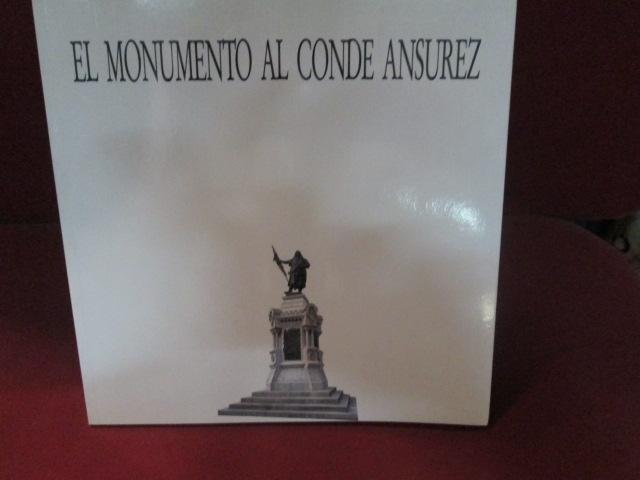 EL MONUMENTO AL CONDE ANSUREZ